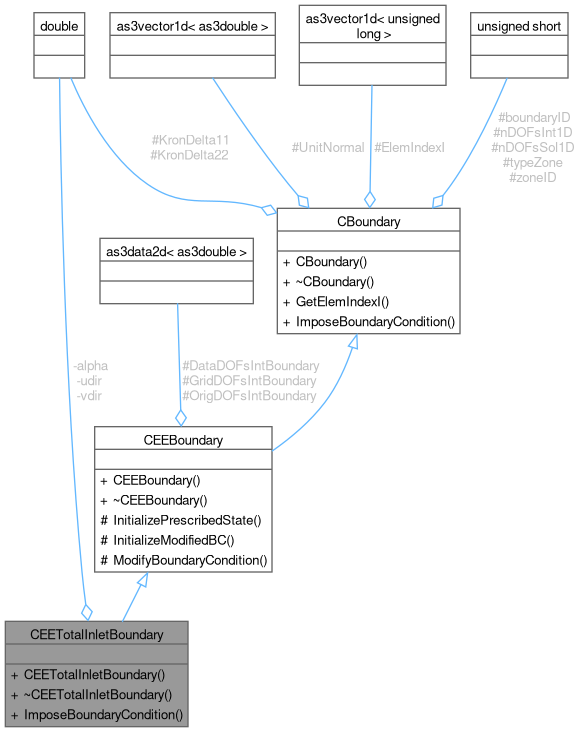 double
as3vector1d< as3double >
as3vector1d< unsigned
long >
unsigned short
#KronDelta11
#KronDelta22
#UnitNormal
#ElemIndexI
#boundaryID
#nDOFsInt1D
#nDOFsSol1D
#typeZone
#zoneID
CBoundary
+ CBoundary()
+ ~CBoundary()
+ GetElemIndexI()
+ ImposeBoundaryCondition()
as3data2d< as3double >
-alpha
-udir
-vdir
#DataDOFsIntBoundary
#GridDOFsIntBoundary
#OrigDOFsIntBoundary
CEEBoundary
+ CEEBoundary()
+ ~CEEBoundary()
# InitializePrescribedState()
# InitializeModifiedBC()
# ModifyBoundaryCondition()
CEETotalInletBoundary
+ CEETotalInletBoundary()
+ ~CEETotalInletBoundary()
+ ImposeBoundaryCondition()